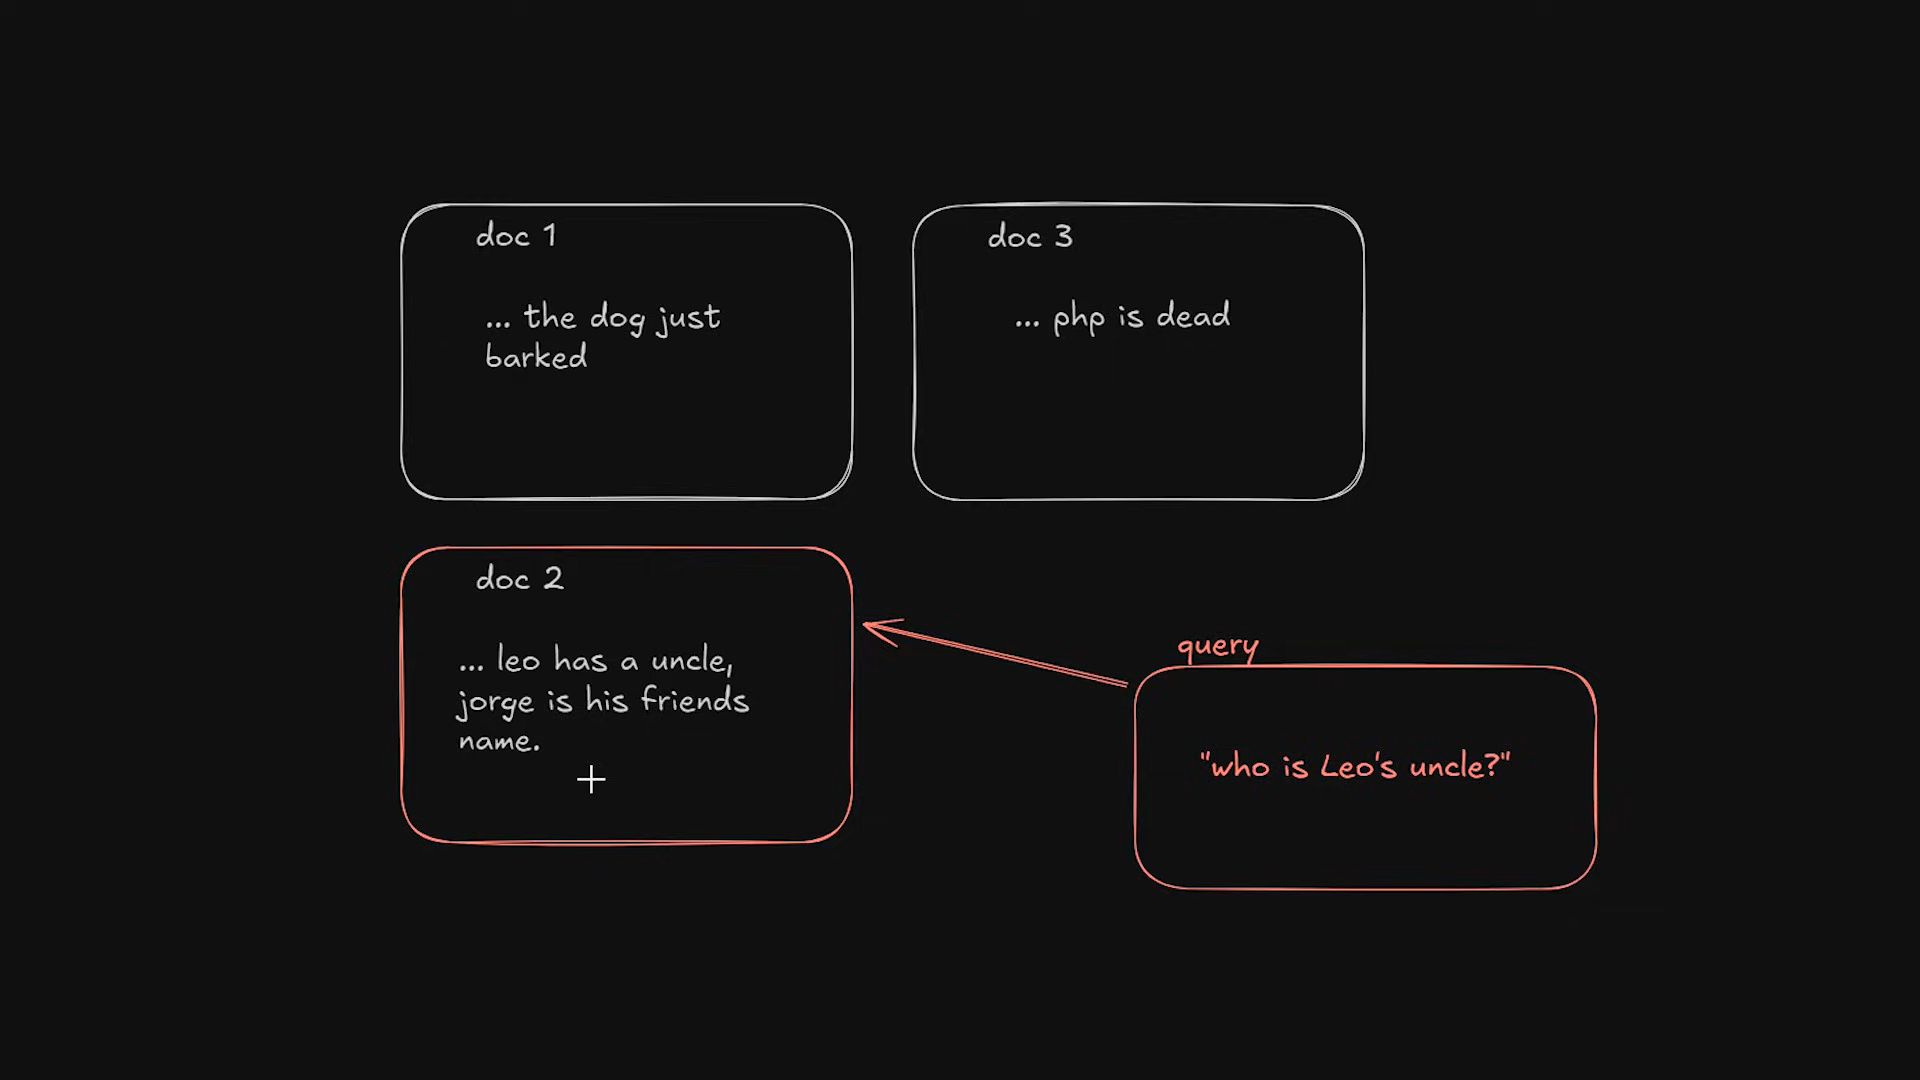 doc 1
... the dog just
barked
doc 3
... php is dead
doc 2
... leo has a uncle,
jorge is his friends
name.
query
"who is Leo's uncle?"